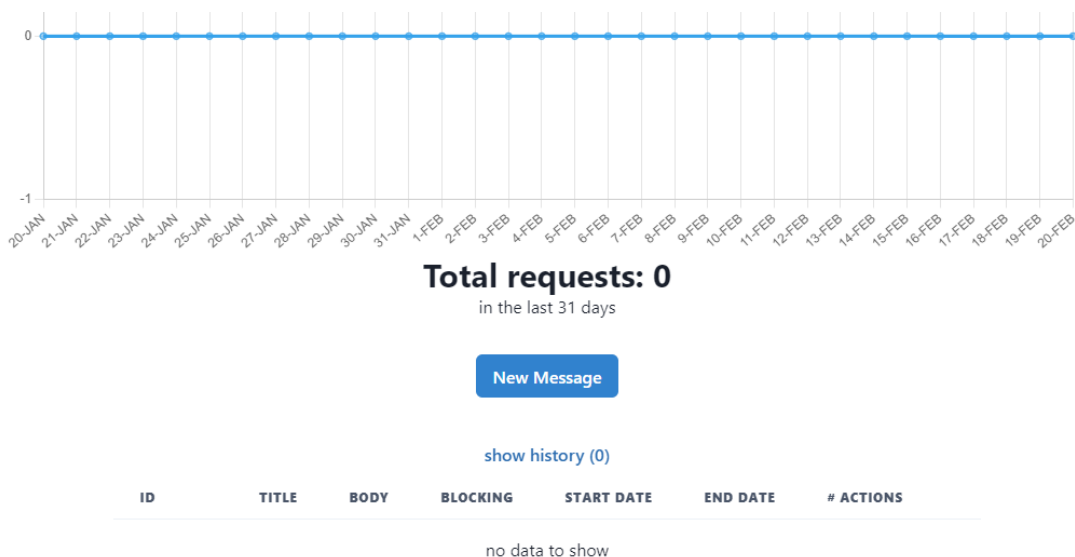 0
-1
20-JAN 21-JAN 22-JAN 23-JAN 24-JAN 25-JAN 26-JAN 27-JAN 28-JAN 29-JAN 30-JAN 31-JAN 1-FEB 2-FEB 3-FEB 4-FEB 5-FEB 6-FEB 7-FEB 8-FEB 9-FEB 10-FEB 11-FEB 12-FEB 13-FEB 14-FEB 15-FEB 16-FEB 17-FEB 18-FEB 19-FEB 20-FEB
Total requests: 0
in the last 31 days
New Message
show history (0)
ID TITLE BODY BLOCKING START DATE END DATE # ACTIONS
no data to show